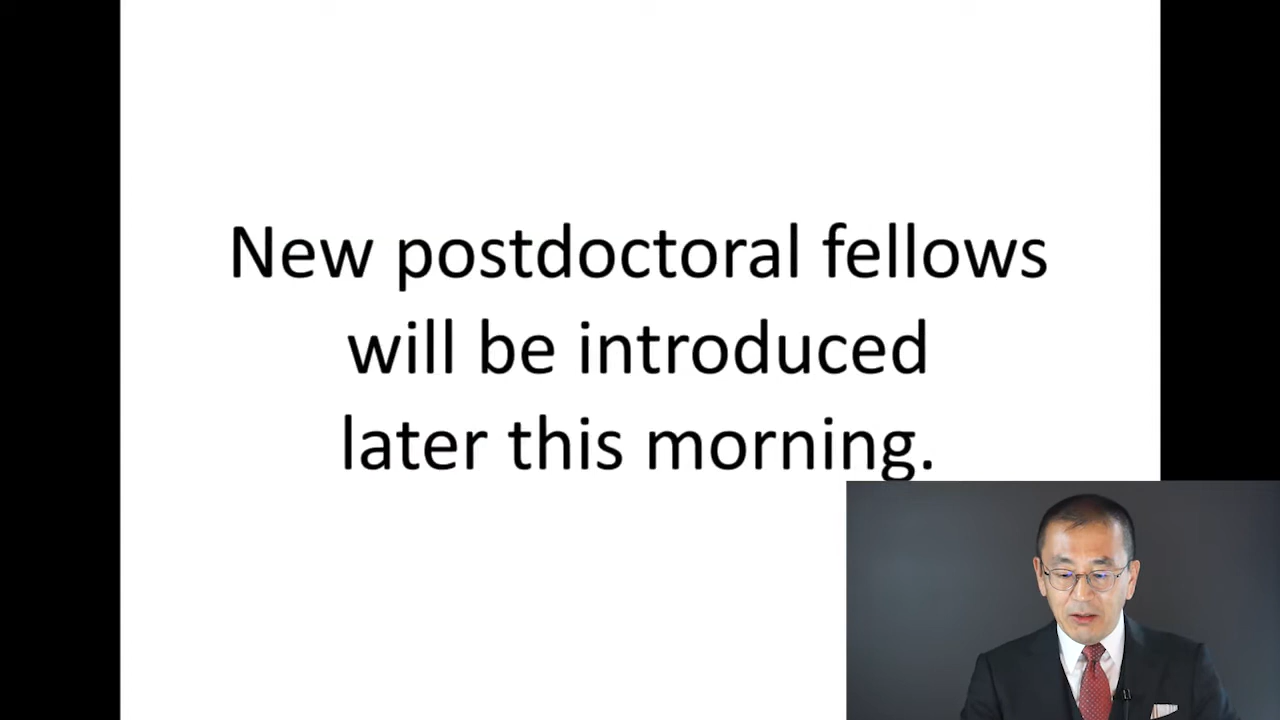 New postdoctoral fellows
will be introduced
later this morning.